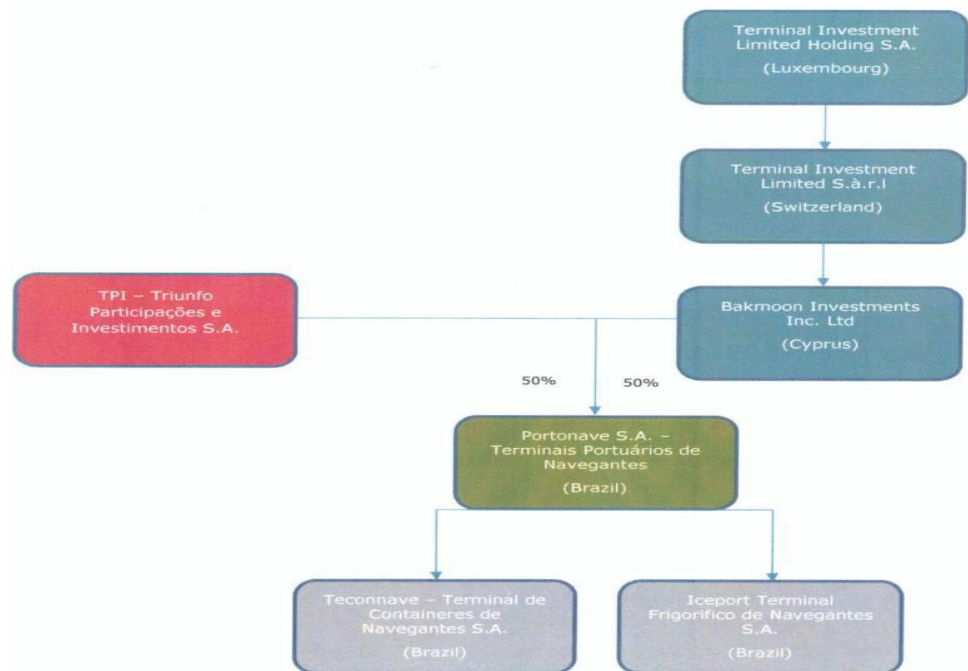 Terminal Investment
Limited Holding S.A.
(Luxembourg)
Terminal Investment
Limited S.à.r.l
(Switzerland)
TPI – Triunfo
Participações e
Investimentos S.A.
Bakmoon Investments
Inc. Ltd
(Cyprus)
50%
50%
Portonave S.A. –
Terminais Portuários de
Navegantes
(Brazil)
Teconnave – Terminal de
Containeres de
Navegantes S.A.
(Brazil)
Iceport Terminal
Frigorifico de Navegantes
S.A.
(Brazil)